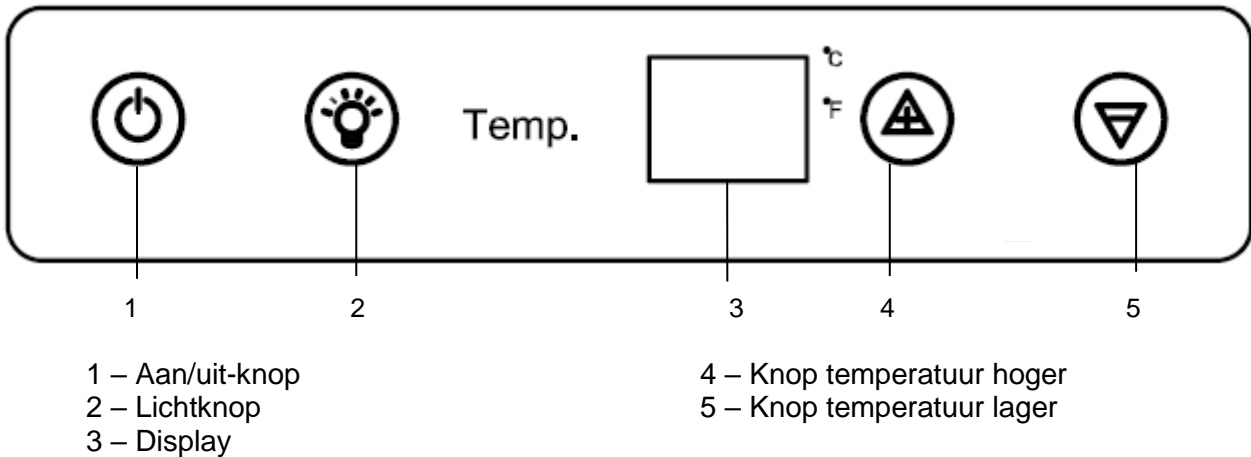 °C
Temp.
°F
1 2 3 4 5
1 – Aan/uit-knop
2 – Lichtknop
3 – Display
4 – Knop temperatuur hoger
5 – Knop temperatuur lager